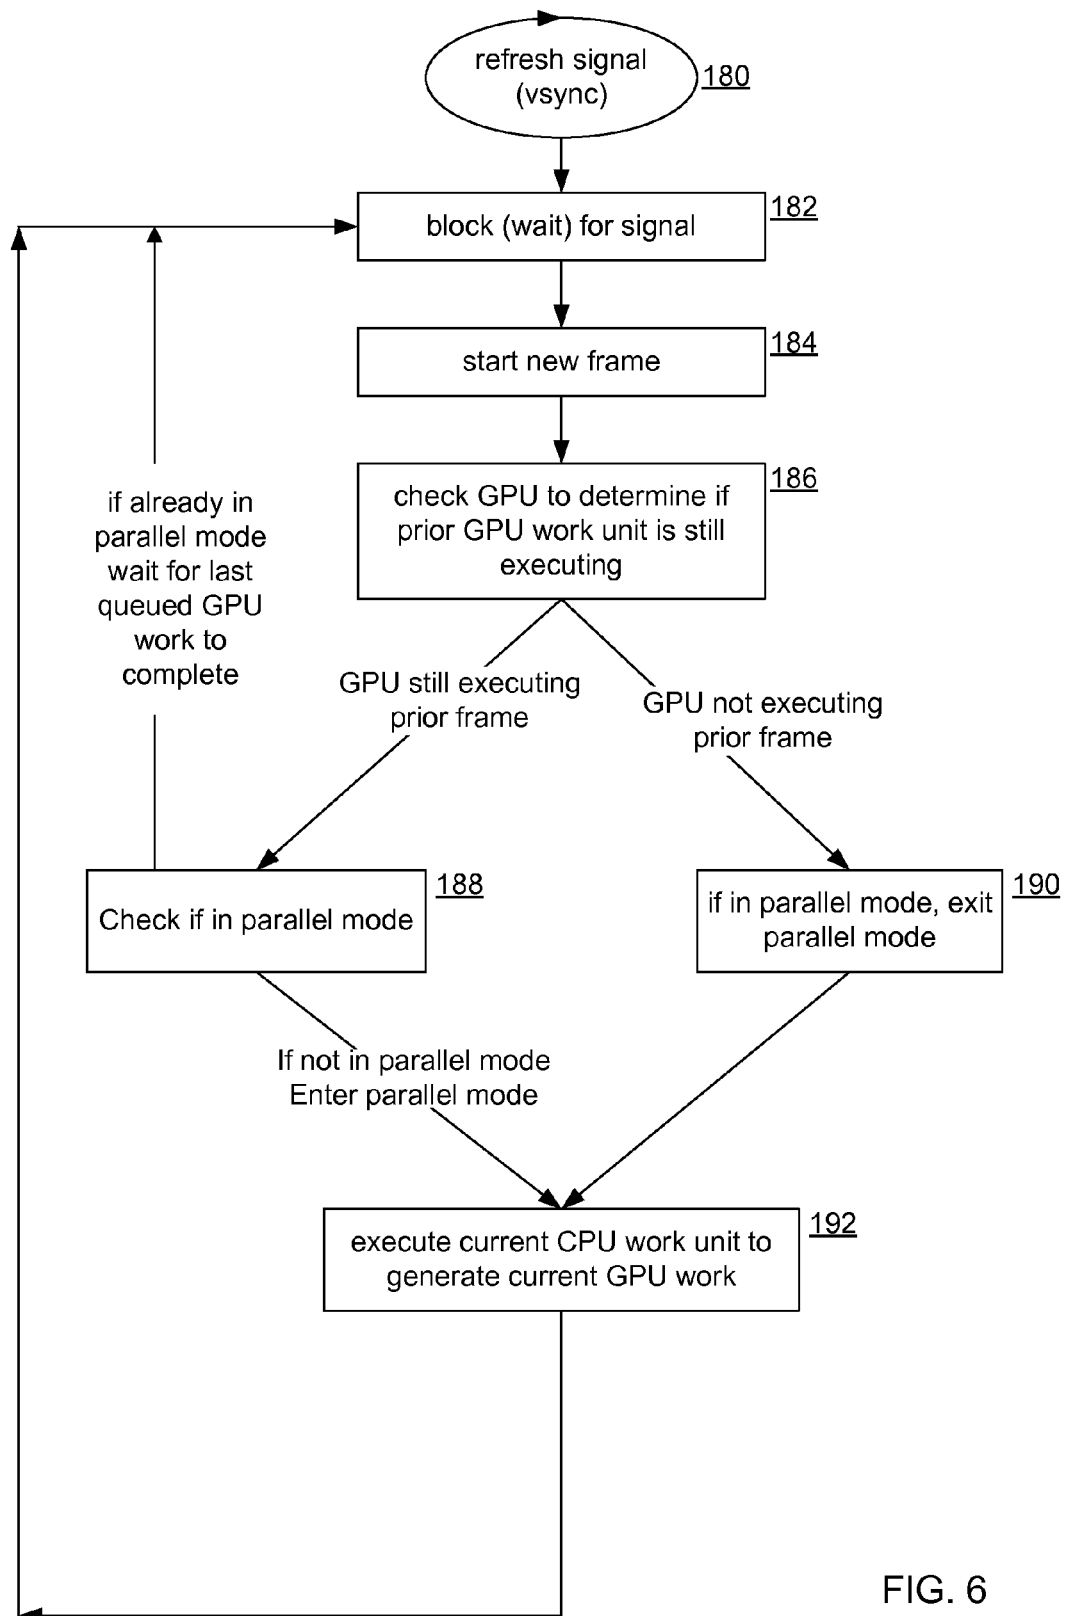 refresh signal
(vsync)
180
182
block (wait) for signal
184
start new frame
186
check GPU to determine if
prior GPU work unit is still
executing
if already in
parallel mode
wait for last
queued GPU
work to
complete
GPU still executing
prior frame
GPU not executing
prior frame
188
Check if in parallel mode
190
if in parallel mode, exit
parallel mode
If not in parallel mode
Enter parallel mode
192
execute current CPU work unit to
generate current GPU work
FIG. 6